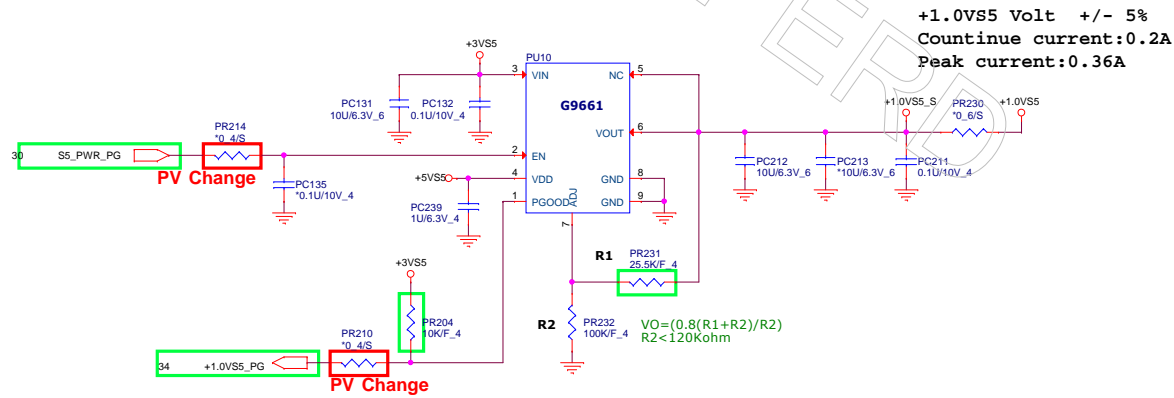 +1.0VS5 Volt +/- 5%
Countinue current:0.2A
Peak current:0.36A
ERD
+3VS5
PU10
3
VIN
NC
5
G9661
PC131
10U/6.3V_6
PC132
0.1U/10V_4
+1.0VS5_S
PR230
*0_6/S
+1.0VS5
VOUT
6
PR214
*0_4/S
30
S5_PWR_PG
PV Change
2
EN
PC212
10U/6.3V_6
PC213
*10U/6.3V_6
PC211
0.1U/10V_4
PC135
*0.1U/10V_4
+5VS5
4
VDD
GND
8
PC239
1U/6.3V_4
1
PGOOD
ADJ
GND
9
7
R1
PR231
25.5K/F_4
+3VS5
PR204
10K/F_4
R2
PR232
100K/F_4
VO=(0.8(R1+R2)/R2)
R2<120Kohm
PR210
*0_4/S
34
+1.0VS5_PG
PV Change